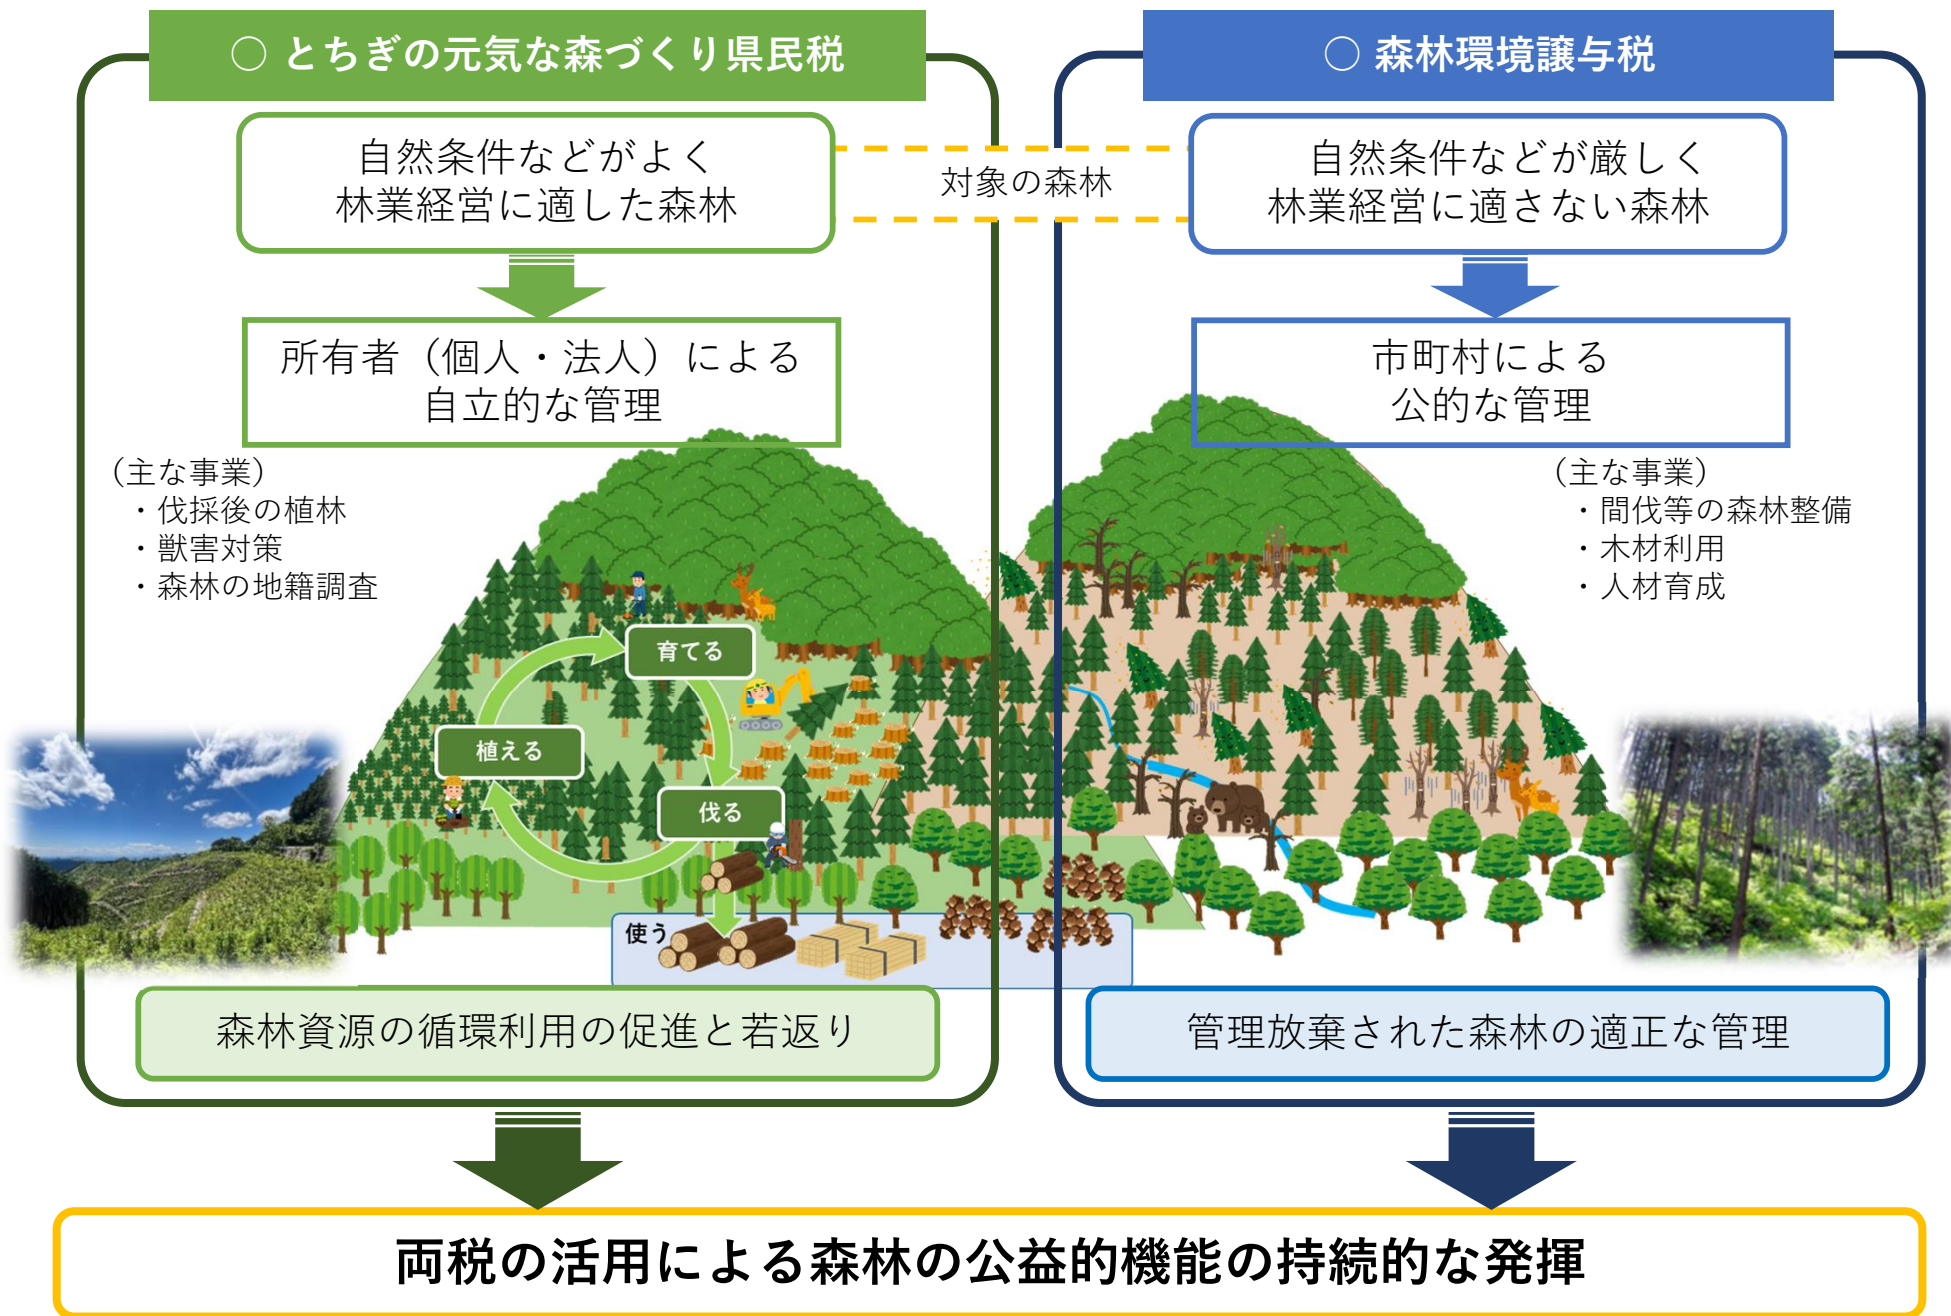 ○ とちぎの元気な森づくり県民税
自然条件などがよく
林業経営に適した森林
所有者（個人・法人）による
自立的な管理
（主な事業）
・伐採後の植林
・獣害対策
・森林の地籍調査
育てる
植える
伐る
使う
森林資源の循環利用の促進と若返り
対象の森林
○ 森林環境譲与税
自然条件などが厳しく
林業経営に適さない森林
市町村による
公的な管理
（主な事業）
・間伐等の森林整備
・木材利用
・人材育成
管理放棄された森林の適正な管理
両税の活用による森林の公益的機能の持続的な発揮